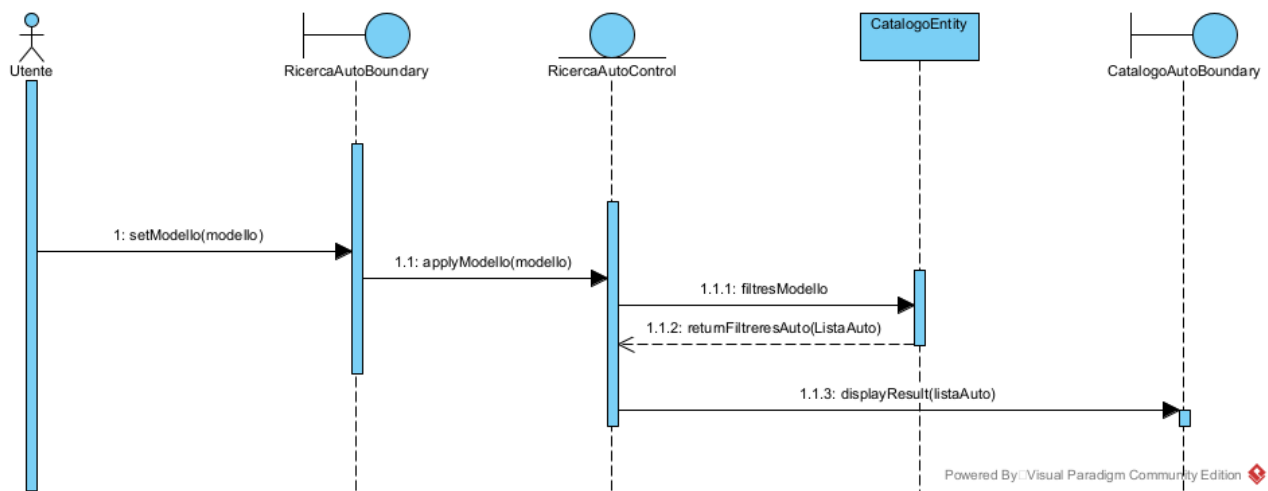 CatalogoEntity
Utente
RicercaAutoBoundary
RicercaAutoControl
CatalogoAutoBoundary
1: setModello(modello)
1.1: applyModello(modello)
1.1.1: filtresModello
1.1.2: returnFiltreresAuto(ListaAuto)
1.1.3: displayResult(listaAuto)
Powered By Visual Paradigm Community Edition